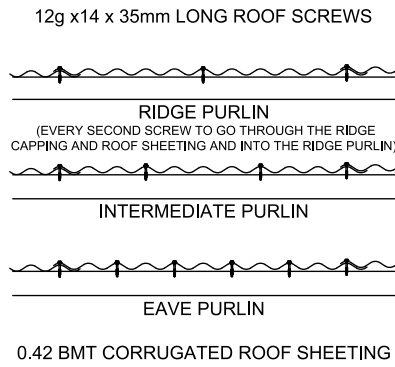 12g x14 x 35mm LONG ROOF SCREWS
RIDGE PURLIN
(EVERY SECOND SCREW TO GO THROUGH THE RIDGE
CAPPING AND ROOF SHEETING AND INTO THE RIDGE PURLIN)
INTERMEDIATE PURLIN
EAVE PURLIN
0.42 BMT CORRUGATED ROOF SHEETING